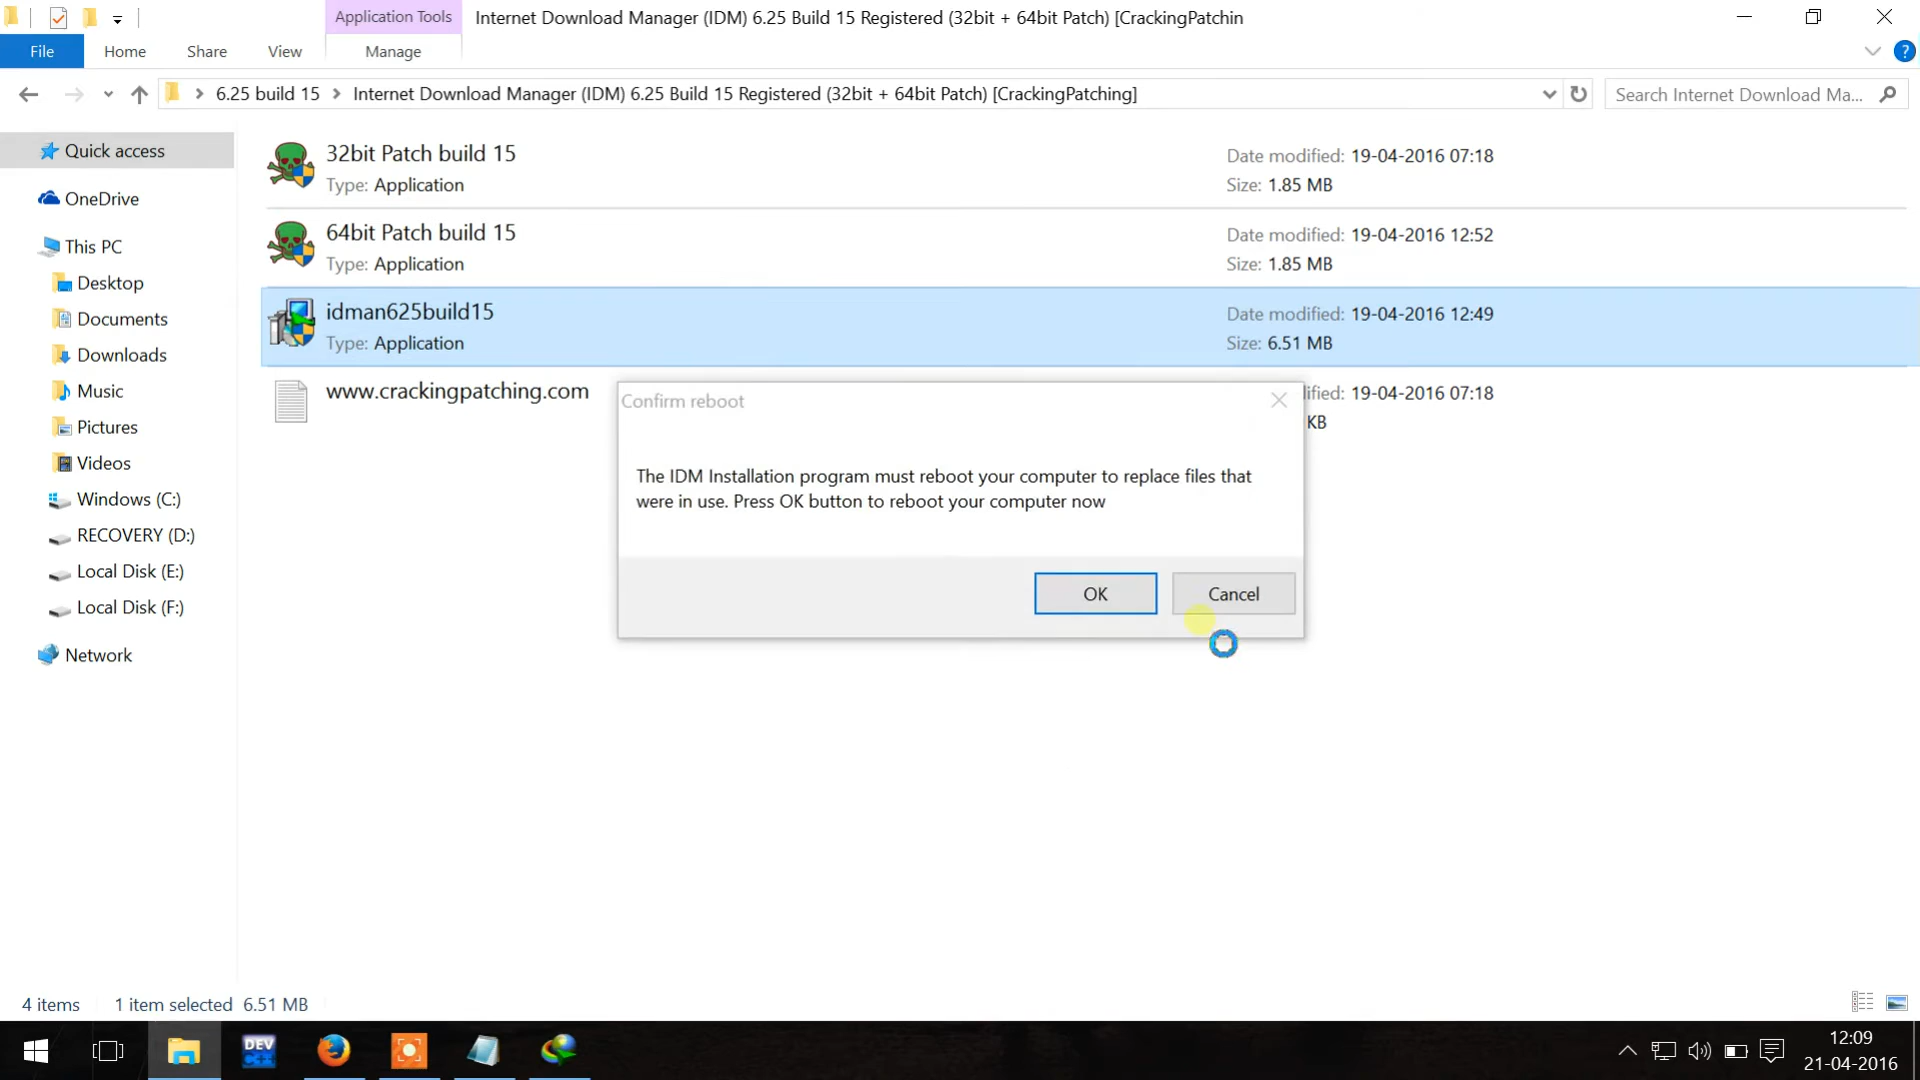 Application Tools
Internet Download Manager (IDM) 6.25 Build 15 Registered (32bit + 64bit Patch) [CrackingPatchin
File
Home
Share
View
Manage
?
6.25 build 15
Internet Download Manager (IDM) 6.25 Build 15 Registered (32bit + 64bit Patch) [CrackingPatching]
Search Internet Download Ma...
Quick access
OneDrive
This PC
Desktop
Documents
Downloads
Music
Pictures
Videos
Windows (C:)
RECOVERY (D:)
Local Disk (E:)
Local Disk (F:)
Network
32bit Patch build 15
Type: Application
Date modified: 19-04-2016 07:18
Size: 1.85 MB
64bit Patch build 15
Type: Application
Date modified: 19-04-2016 12:52
Size: 1.85 MB
idman625build15
Type: Application
Date modified: 19-04-2016 12:49
Size: 6.51 MB
www.crackingpatching.com
ified: 19-04-2016 07:18
KB
Confirm reboot
The IDM Installation program must reboot your computer to replace files that
were in use. Press OK button to reboot your computer now
OK
Cancel
4 items
1 item selected 6.51 MB
DEV
12:09
21-04-2016